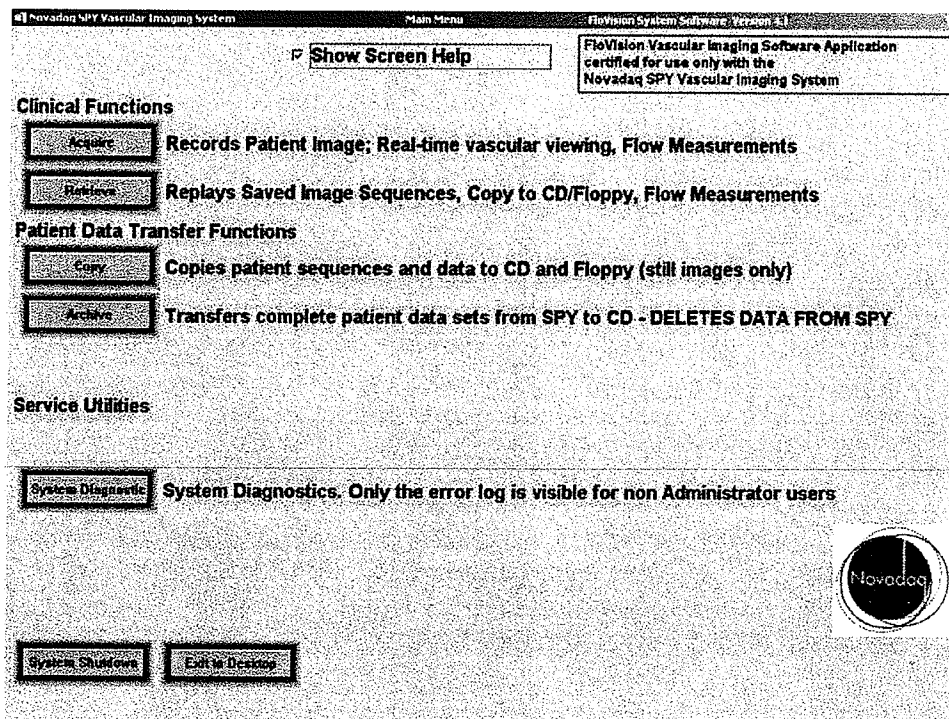 Novadaq SPY Vascular Imaging System Main Menu FloVision System Software Version 4.1
Show Screen Help
FloVision Vascular Imaging Software Application
certified for use only with the
Novadaq SPY Vascular Imaging System
Clinical Functions
Acquire Records Patient Image; Real-time vascular viewing, Flow Measurements
Retrieve Replays Saved Image Sequences, Copy to CD/Floppy, Flow Measurements
Patient Data Transfer Functions
Copy Copies patient sequences and data to CD and Floppy (still images only)
Archive Transfers complete patient data sets from SPY to CD - DELETES DATA FROM SPY
Service Utilities
System Diagnostic System Diagnostics. Only the error log is visible for non Administrator users
Novadaq
System Shutdown Exit to Desktop